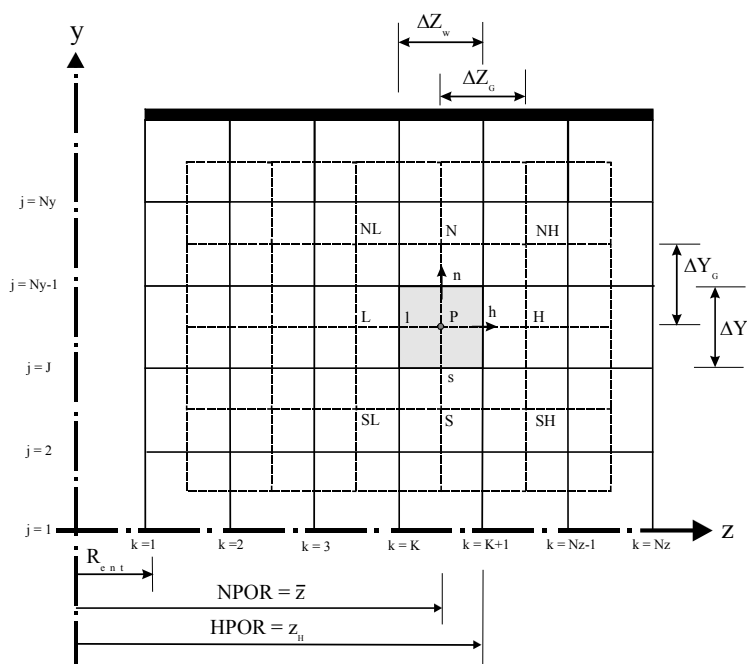 ΔZw
y
ΔZG
j = Ny
NL N NH
n
ΔYG
j = Ny-1
L l P h H
ΔY
j = J
s
SL S SH
j = 2
j = 1
z
k =1 k =2 k = 3 k = K k = K+1 k = Nz-1 k = Nz
Rent
NPOR = z̅
HPOR = zH